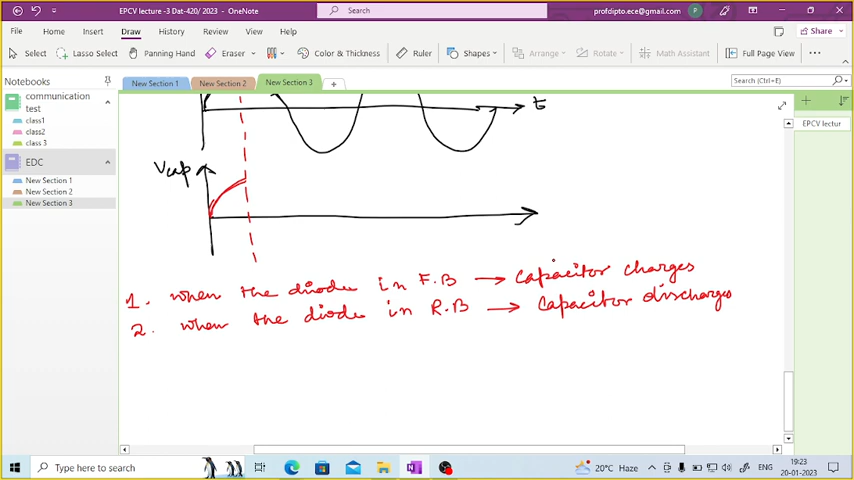 EPCV lecture -3 Dat-420/ 2023 - OneNote
Search
profdipto.ece@gmail.com
P
File
Home
Insert
Draw
History
Review
View
Help
Share
Select
Lasso Select
Panning Hand
Eraser
Color & Thickness
Ruler
Shapes
Arrange
Rotate
Math Assistant
Full Page View
Notebooks
New Section 1
New Section 2
New Section 3
Search (Ctrl+E)
communication
test
class1
class2
class 3
EDC
New Section 1
New Section 2
New Section 3
EPCV lectur
t
Vcap
1. when the diode in F.B → Capacitor charges
2. when the diode in R.B → Capacitor discharges
Type here to search
20°C Haze
ENG
19:23
20-01-2023